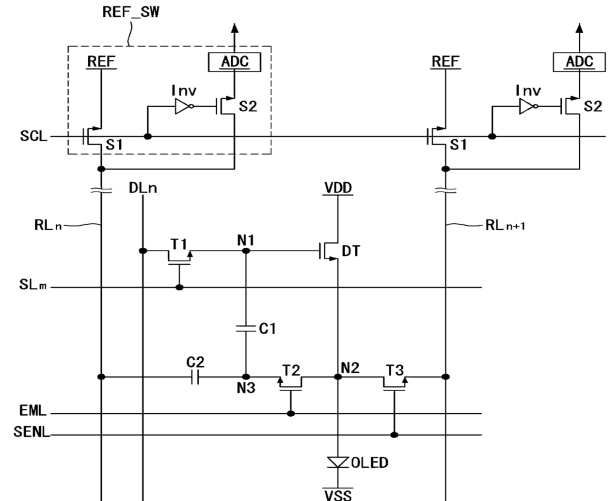 REF_SW
REF ADC REF ADC
Inv S2 Inv S2
SCL S1 S1
DLn VDD
RLn T1 N1 DT RLn+1
SLm
C1
C2 N3 T2 N2 T3
EML
SENL
OLED
VSS